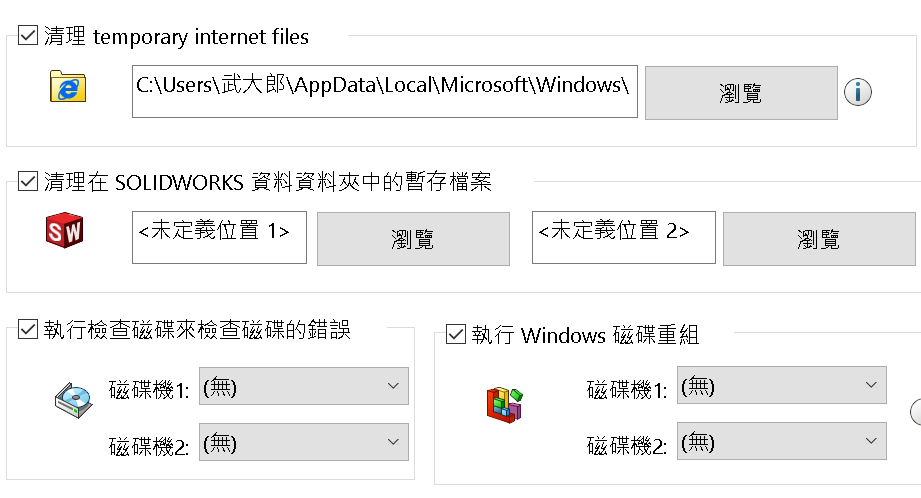 清理 temporary internet files
C:\Users\武大郎\AppData\Local\Microsoft\Windows\
瀏覽
清理在 SOLIDWORKS 資料資料夾中的暫存檔案
<未定義位置 1>
瀏覽
<未定義位置 2>
瀏覽
執行檢查磁碟來檢查磁碟的錯誤
磁碟機1: (無)
磁碟機2: (無)
執行 Windows 磁碟重組
磁碟機1: (無)
磁碟機2: (無)